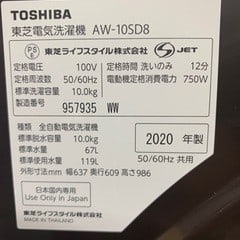 TOSHIBA
東芝電気洗濯機 AW-10SD8
PS E 東芝ライフスタイル株式会社 JET
定格電圧 100V 定格時間 洗いのみ 12分
定格周波数 50/60Hz 電動機定格消費電力 750W
標準洗濯容量 10.0kg
製造番号 957935 WW
種類 全自動電気洗濯機 東芝ライフスタイル株式会社
標準脱水容量 10.0kg
標準水量 67L
標準使用水量 119L
2020 年製
50/60Hz 共用
外形寸法mm 幅637 奥行609 高さ986
日本国内専用
Use Only in Japan
MADE IN THAILAND